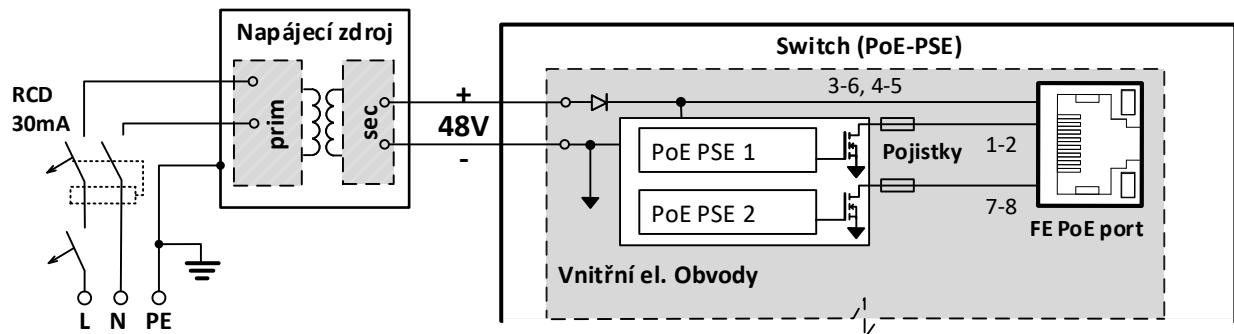 Napájecí zdroj
Switch (PoE-PSE)
RCD
30mA
prim
sec
+
48V
-
3-6, 4-5
PoE PSE 1
Pojistky
1-2
PoE PSE 2
7-8
FE PoE port
Vnitřní el. Obvody
L N PE